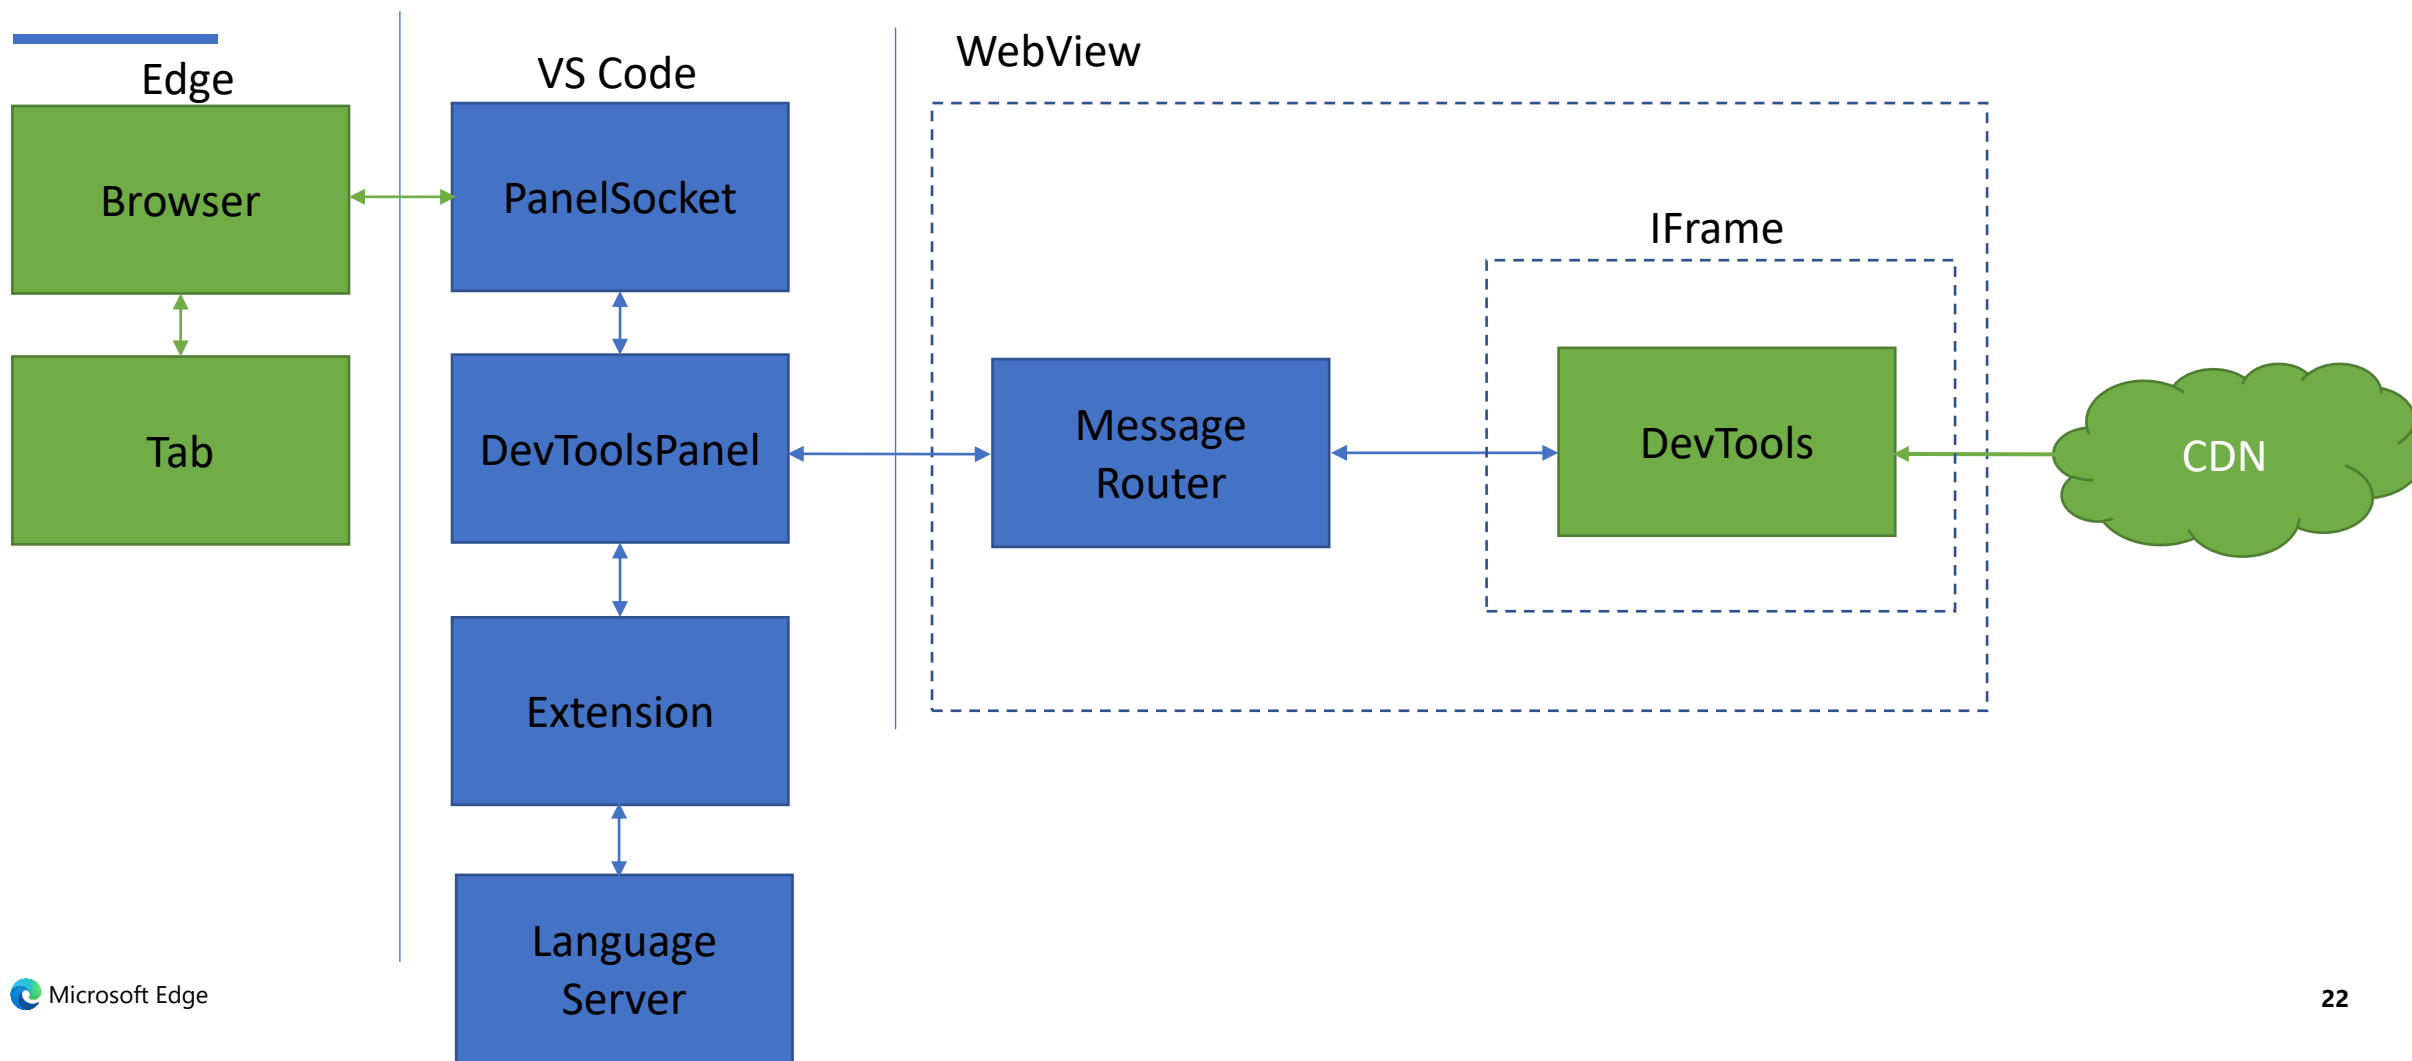 Edge
Browser
Tab
VS Code
PanelSocket
DevToolsPanel
Extension
Language
Server
WebView
Message
Router
IFrame
DevTools
CDN
Microsoft Edge
22